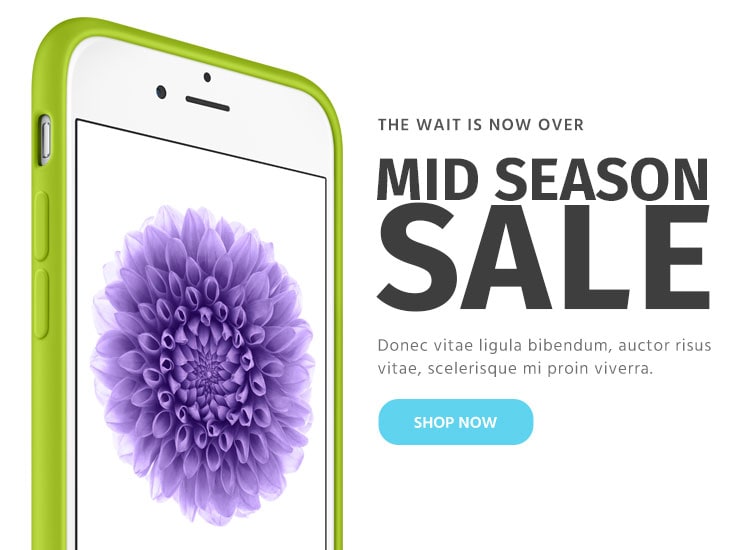 THE WAIT IS NOW OVER
MID SEASON
SALE
Donec vitae ligula bibendum, auctor risus
vitae, scelerisque mi proin viverra.
SHOP NOW